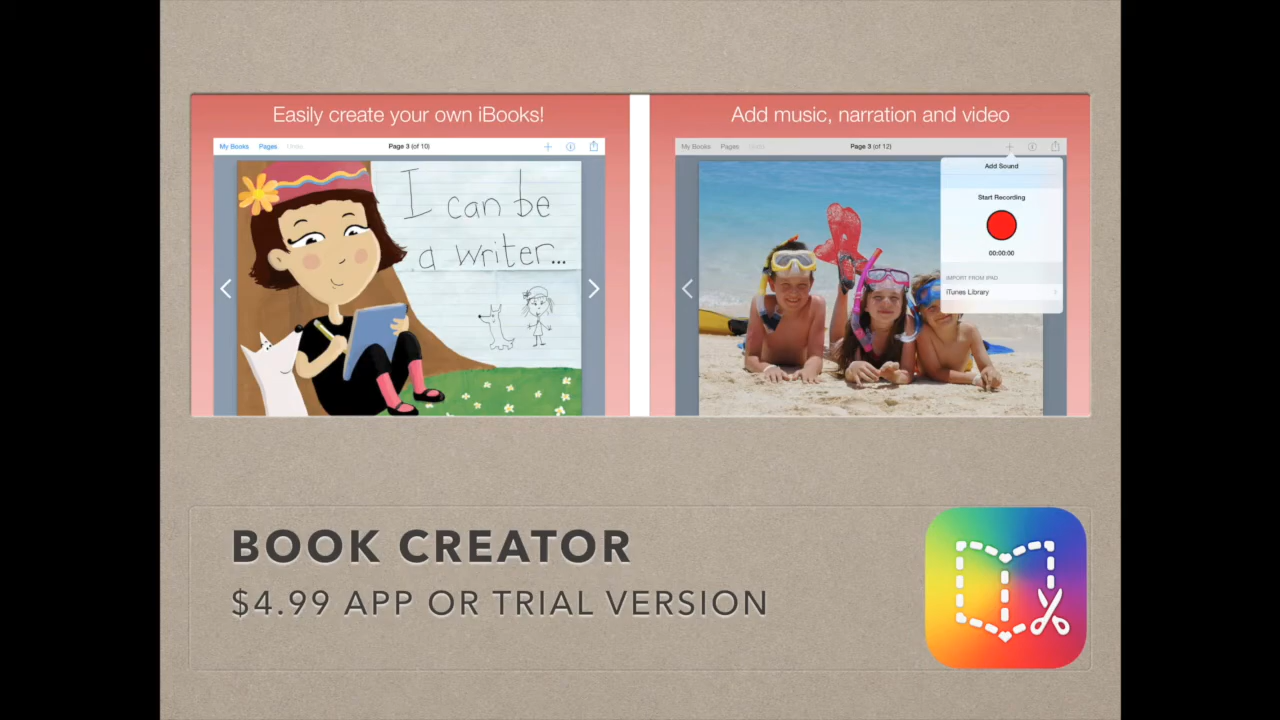 Easily create your own iBooks!
My Books Pages Undo Page 3 (of 10)
I can be
a writer...
Add music, narration and video
My Books Pages Undo Page 3 (of 12)
Add Sound
Start Recording
00:00:00
IMPORT FROM IPAD
iTunes Library
BOOK CREATOR
$4.99 APP OR TRIAL VERSION